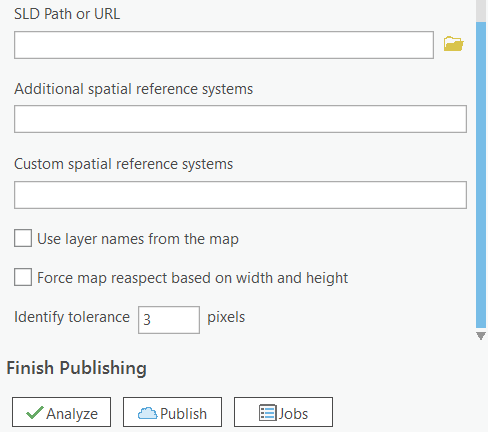 SLD Path or URL
Additional spatial reference systems
Custom spatial reference systems
Use layer names from the map
Force map reaspect based on width and height
Identify tolerance 3 pixels
Finish Publishing
Analyze Publish Jobs